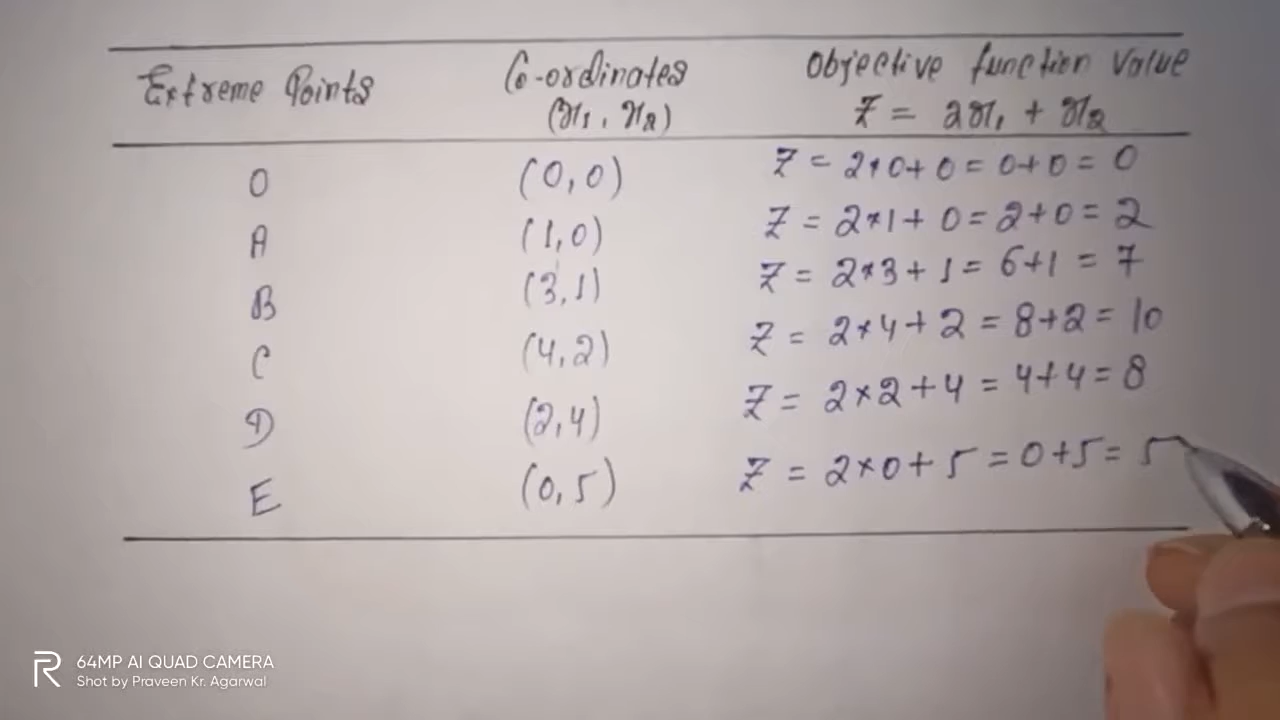 Extreme Points Co-ordinates Objective function Value
(x1, x2) Z = 2x1 + x2
O (0,0) Z = 2*0+0 = 0+0 = 0
A (1,0) Z = 2*1+0 = 2+0 = 2
B (3,1) Z = 2*3+1 = 6+1 = 7
C (4,2) Z = 2*4+2 = 8+2 = 10
D (2,4) Z = 2×2+4 = 4+4 = 8
E (0,5) Z = 2×0+5 = 0+5 = 5
R 64MP AI QUAD CAMERA
Shot by Praveen Kr. Agarwal